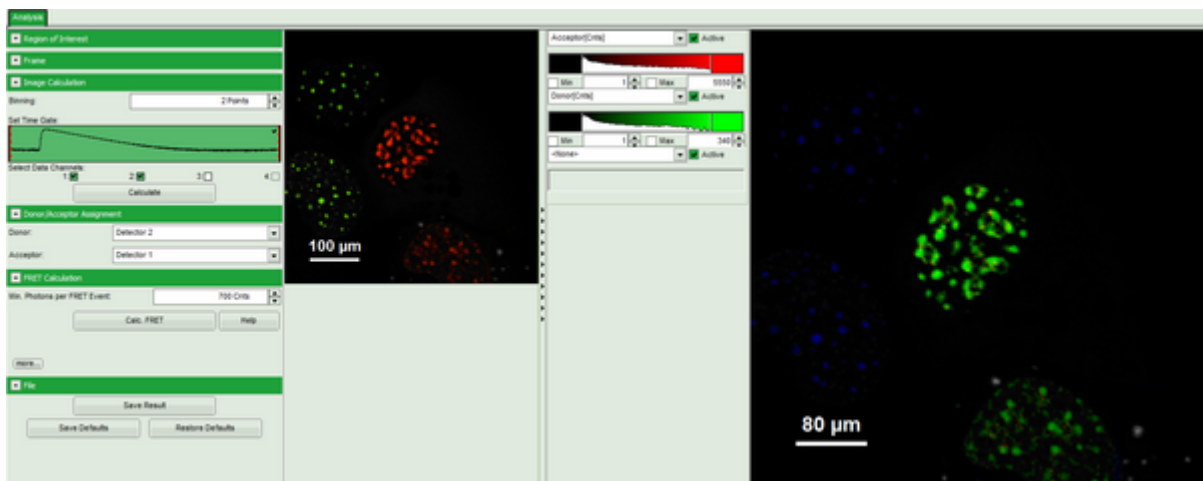 Analysis
Region of Interest
Frame
Image Calculation
Binning: 2 Points
Set Time Gate:
Select Data Channels:
1 2 3 4
Calculate
Donor/Acceptor Assignment
Donor: Detector 2
Acceptor: Detector 1
FRET Calculation
Min. Photons per FRET Event: 700 Cnts
Calc. FRET Help
more...
File
Save Result
Save Defaults Restore Defaults
100 µm
Acceptor[Cnts] Active
Min 1 Max 5550
Donor[Cnts] Active
Min 1 Max 340
<None> Active
80 µm